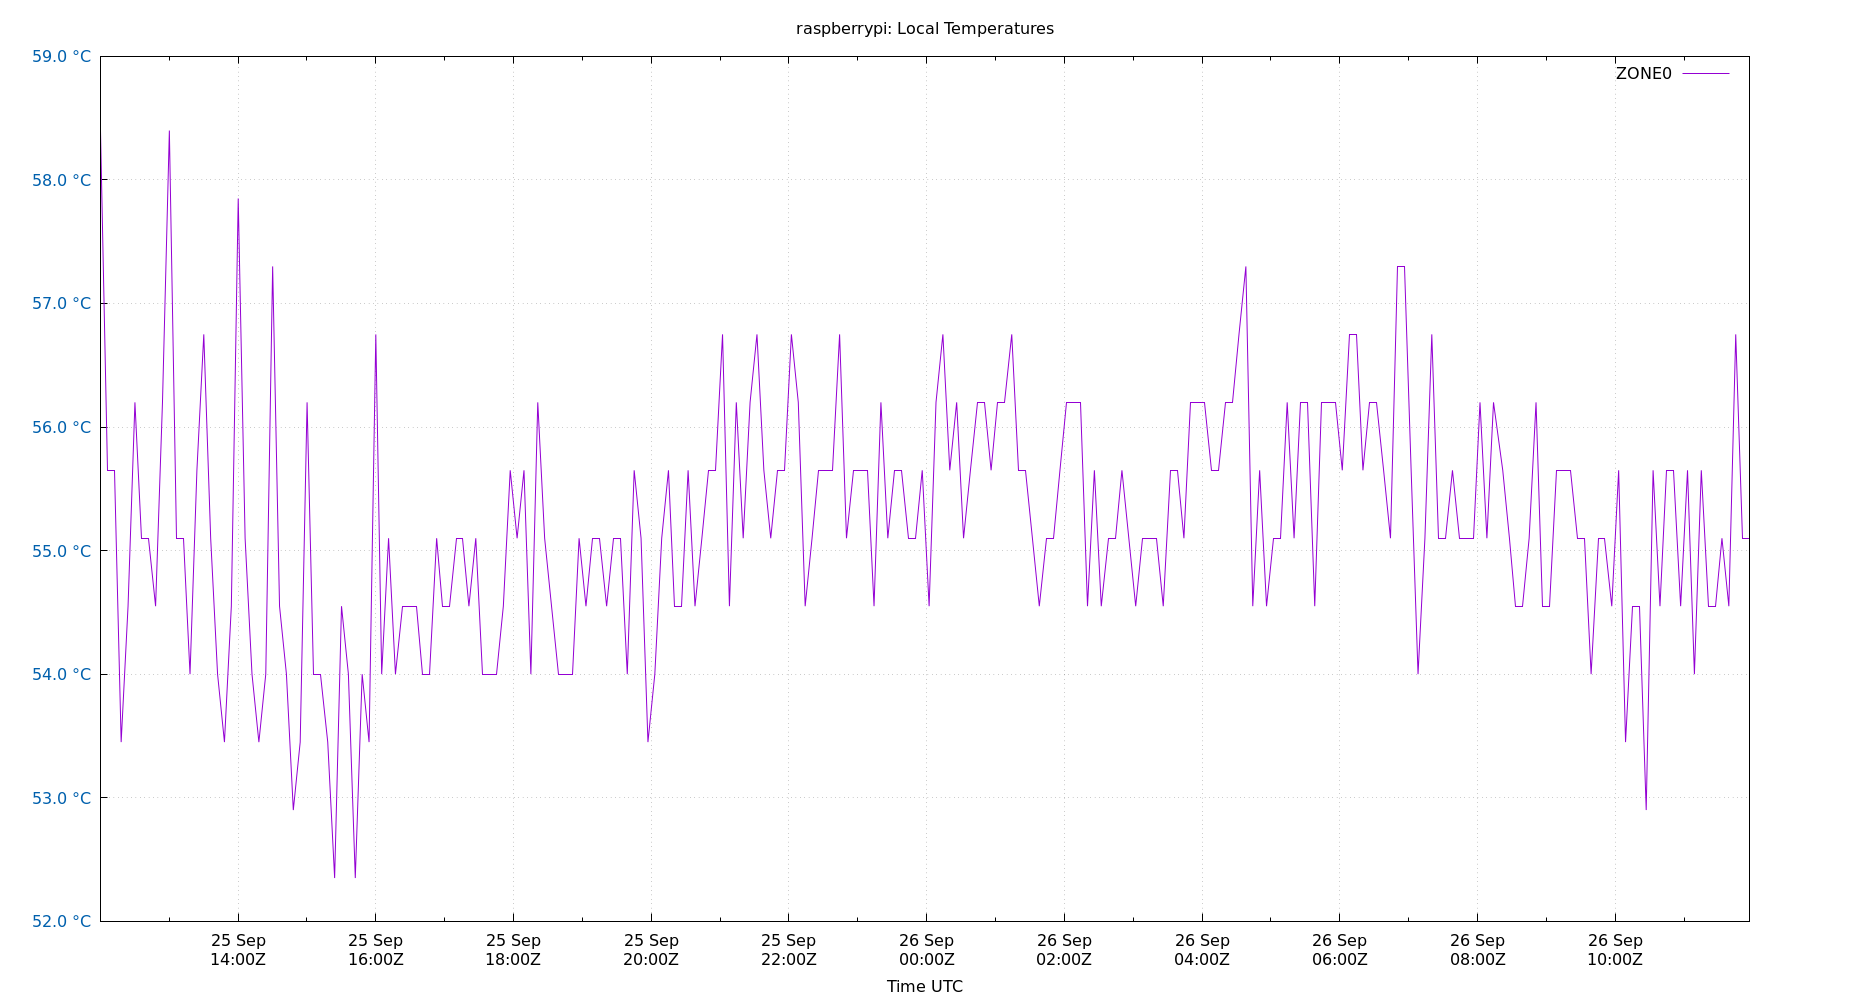 raspberrypi: Local Temperatures
59.0 °C
ZONE0
58.0 °C
57.0 °C
56.0 °C
55.0 °C
54.0 °C
53.0 °C
52.0 °C
25 Sep 25 Sep 25 Sep 25 Sep 25 Sep 26 Sep 26 Sep 26 Sep 26 Sep 26 Sep 26 Sep
14:00Z 16:00Z 18:00Z 20:00Z 22:00Z 00:00Z 02:00Z 04:00Z 06:00Z 08:00Z 10:00Z
Time UTC